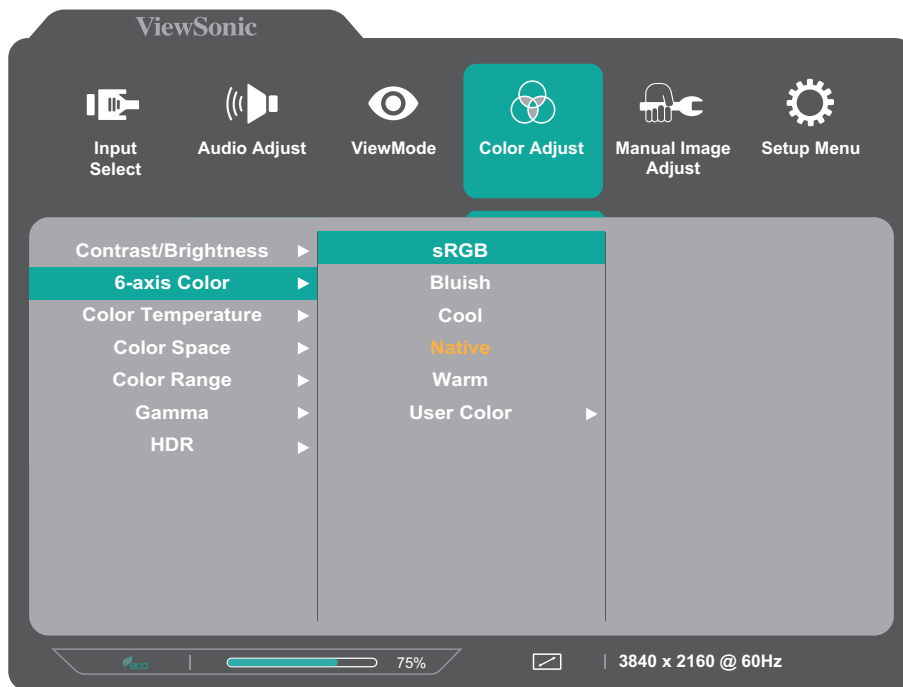 ViewSonic
Input
Select
Audio Adjust
ViewMode
Color Adjust
Manual Image
Adjust
Setup Menu
Contrast/Brightness
6-axis Color
Color Temperature
Color Space
Color Range
Gamma
HDR
sRGB
Bluish
Cool
Native
Warm
User Color
eco
75%
3840 x 2160 @ 60Hz